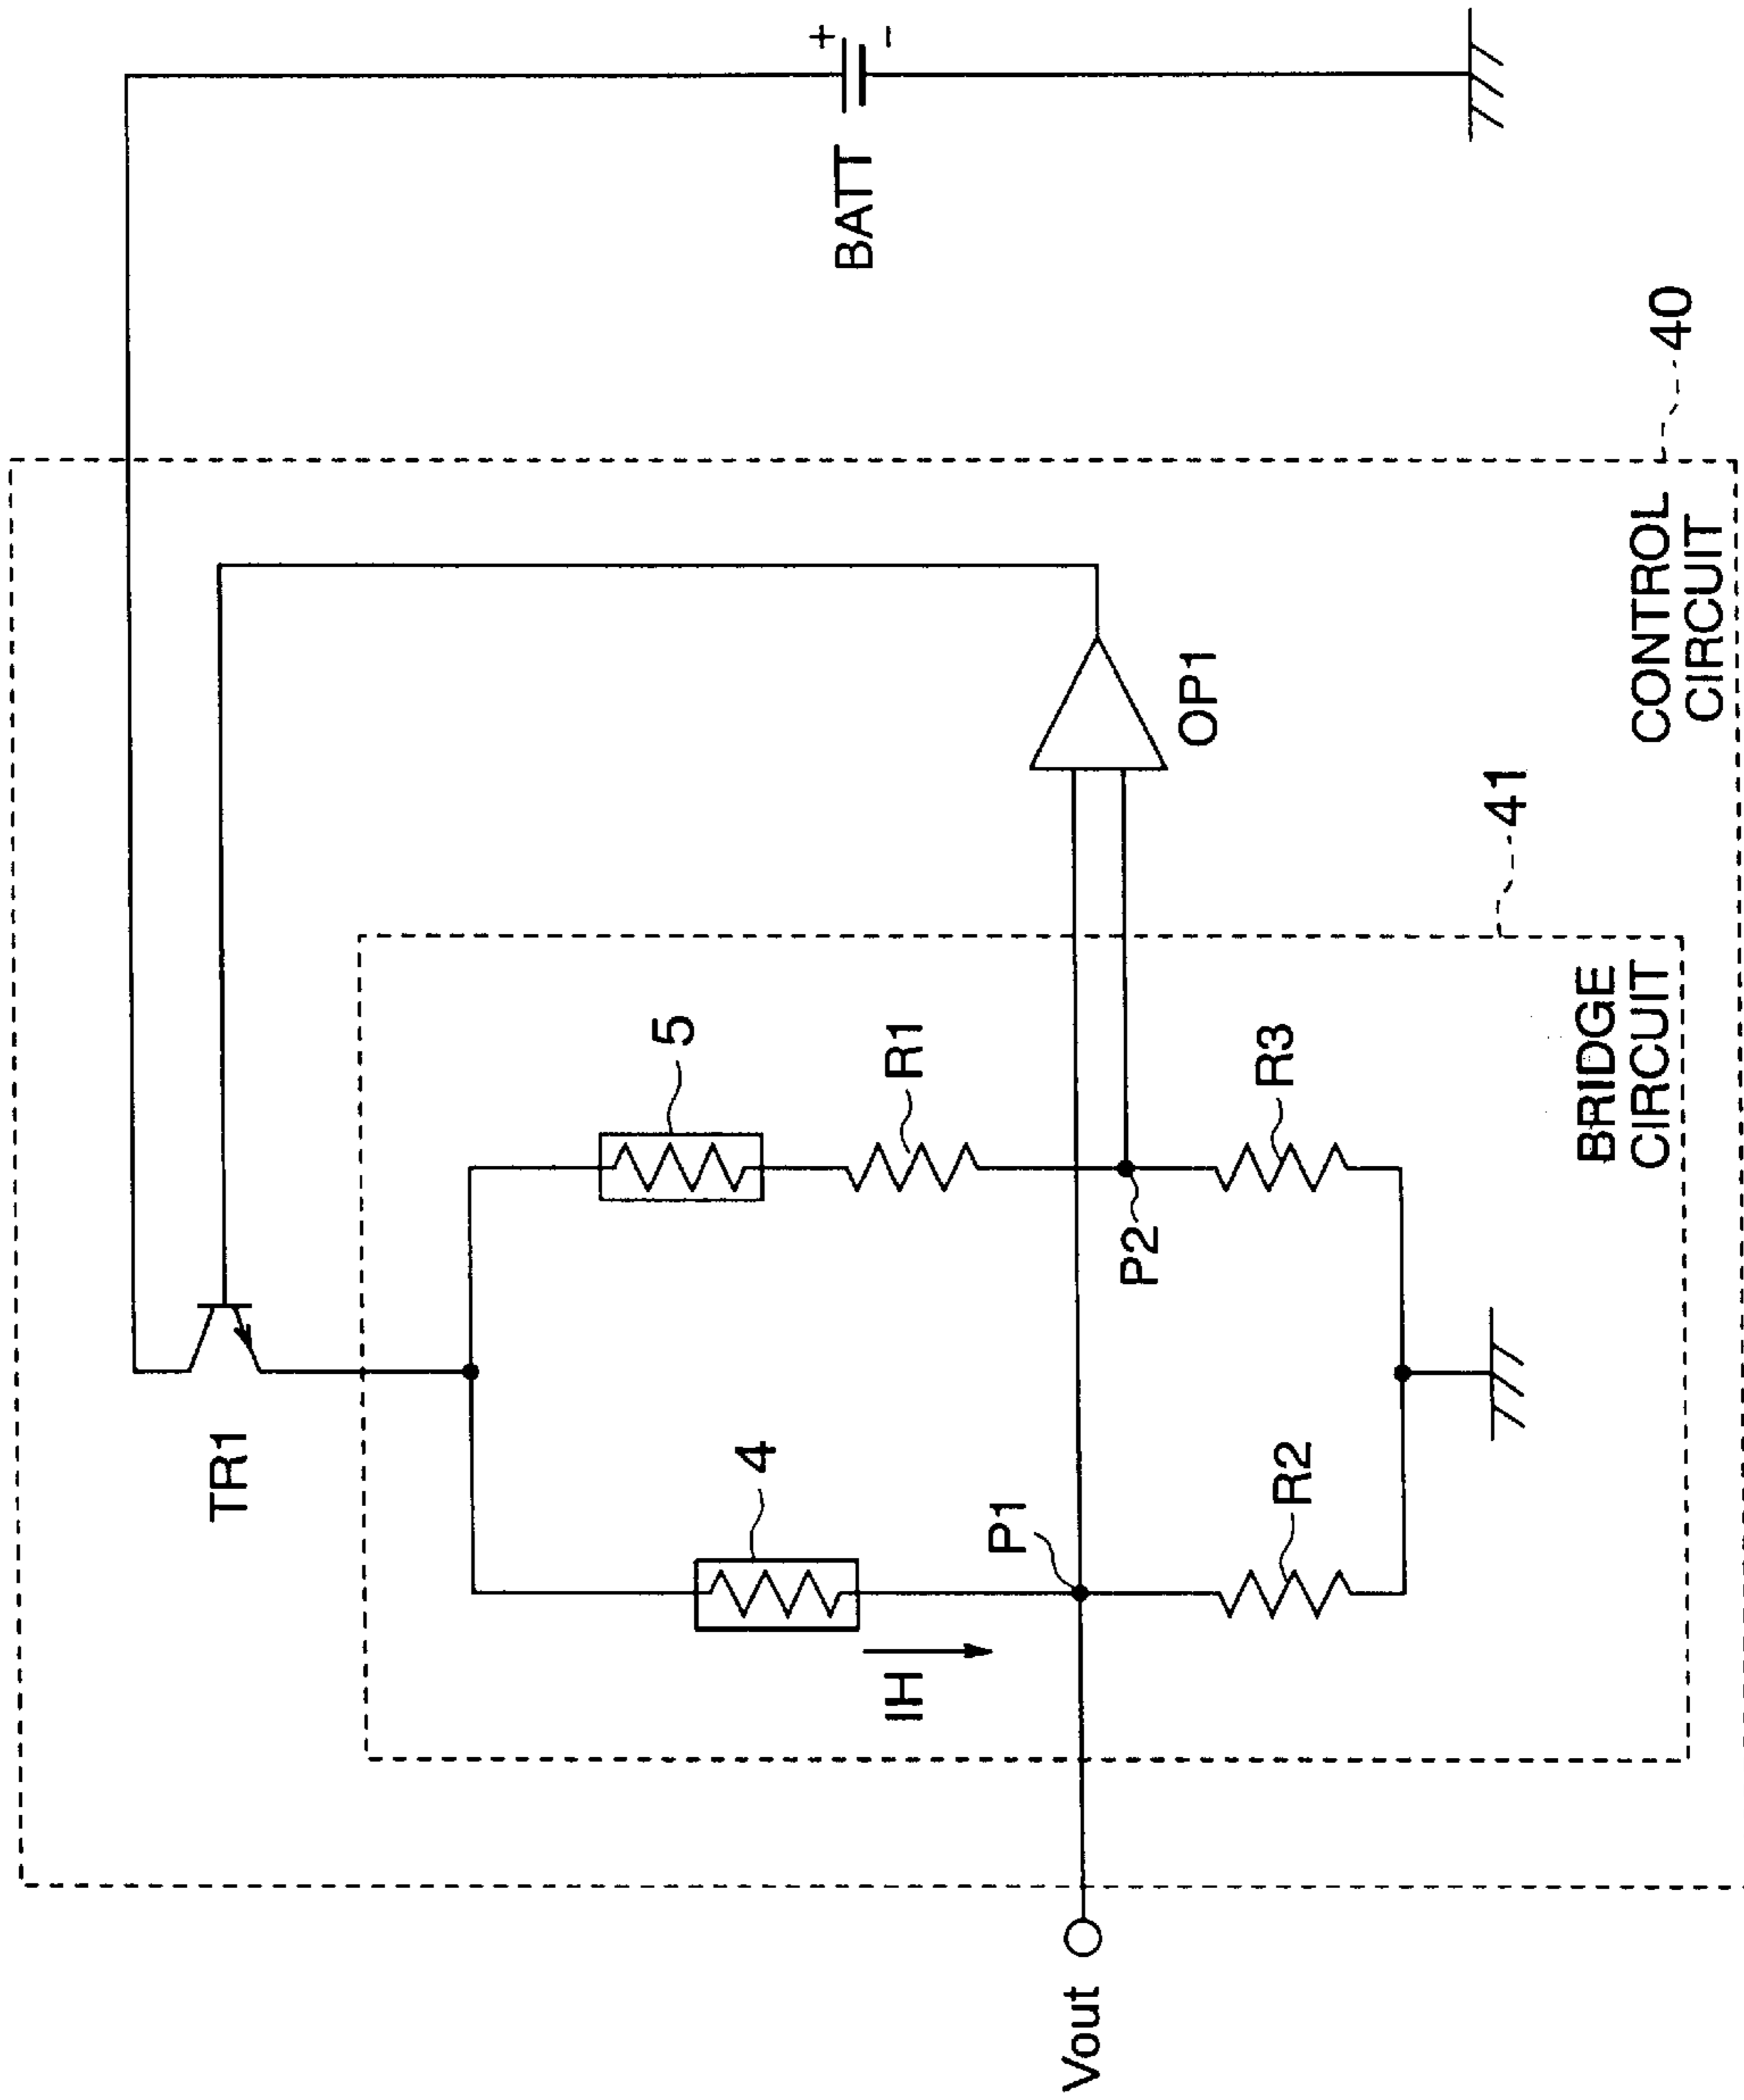 TR1
BATT
+
-
4
5
IH
R1
P1
P2
OP1
Vout
R2
R3
BRIDGE
CIRCUIT
41
CONTROL
CIRCUIT
40